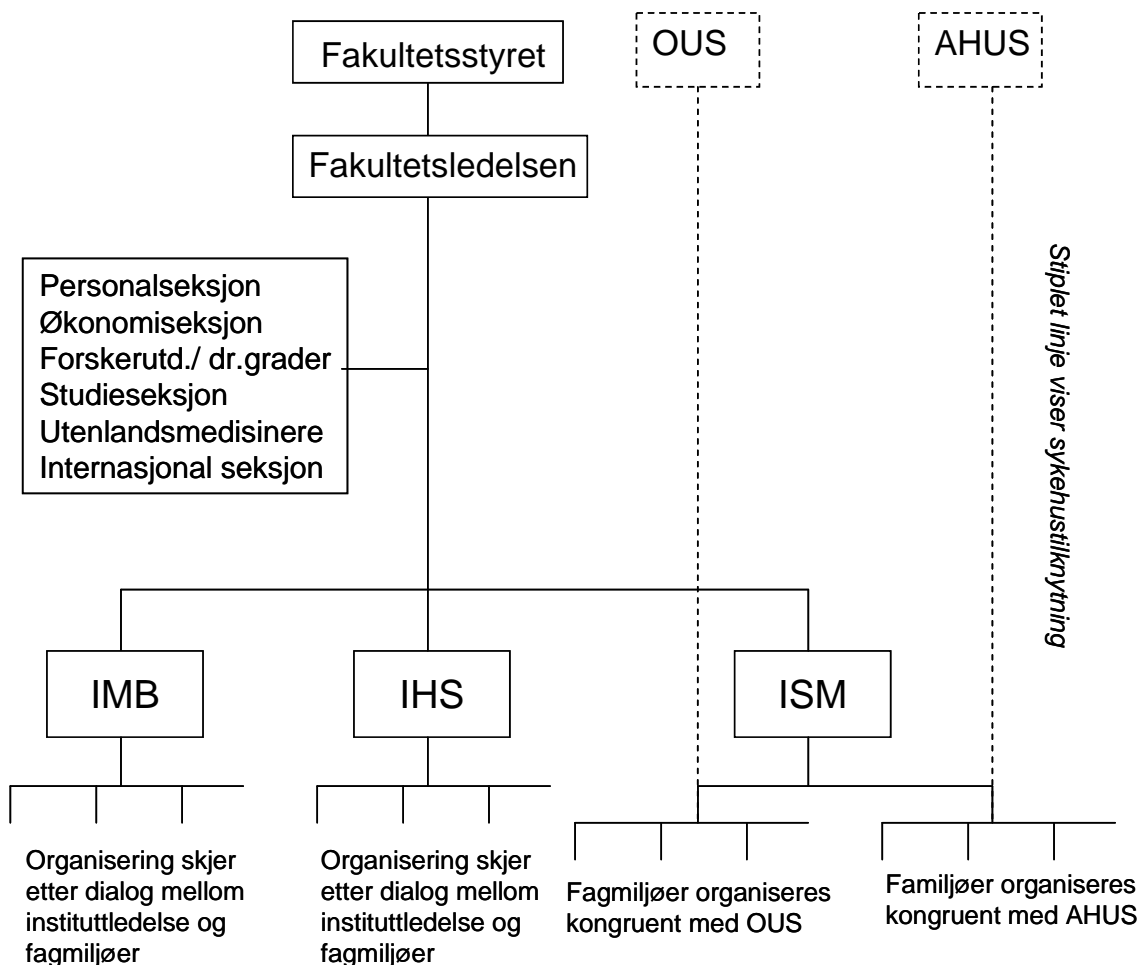 Fakultetsstyret
OUS
AHUS
Fakultetsledelsen
Personalseksjon
Økonomiseksjon
Forskerutd./ dr.grader
Studieseksjon
Utenlandsmedisinere
Internasjonal seksjon
Stiplet linje viser sykehustilknytning
IMB
IHS
ISM
Organisering skjer
etter dialog mellom
instituttledelse og
fagmiljøer
Organisering skjer
etter dialog mellom
instituttledelse og
fagmiljøer
Fagmiljøer organiseres
kongruent med OUS
Familjøer organiseres
kongruent med AHUS